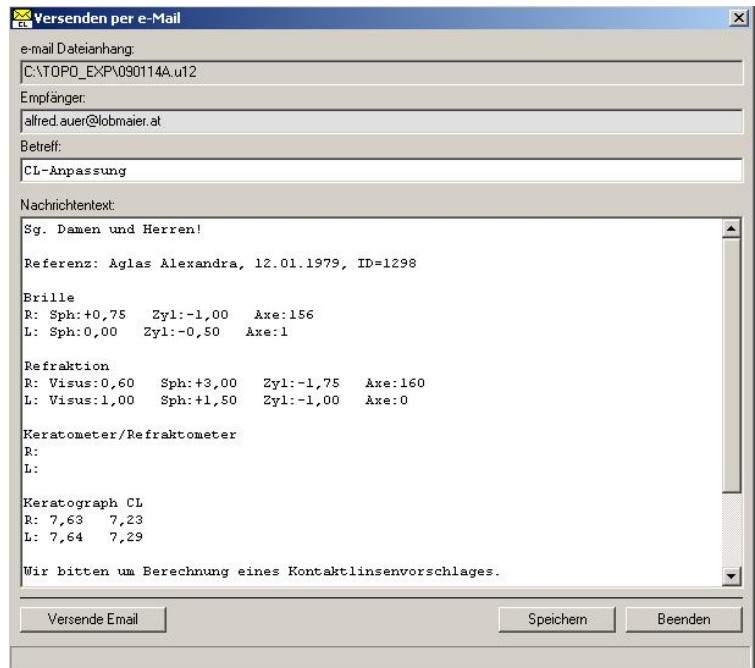 Versenden per e-Mail
e-mail Dateianhang:
C:\TOPO_EXP\090114A.u12
Empfänger:
alfred.auer@lobmaier.at
Betreff:
CL-Anpassung
Nachrichtentext:
Sg. Damen und Herren!
Referenz: Aglas Alexandra, 12.01.1979, ID=1298
Brille
R: Sph:+0,75 Zyl:-1,00 Axe:156
L: Sph:0,00 Zyl:-0,50 Axe:1
Refraktion
R: Visus:0,60 Sph:+3,00 Zyl:-1,75 Axe:160
L: Visus:1,00 Sph:+1,50 Zyl:-1,00 Axe:0
Keratometer/Refraktometer
R:
L:
Keratograph CL
R: 7,63 7,23
L: 7,64 7,29
Wir bitten um Berechnung eines Kontaktlinsenvorschlages.
Versende Email Speichern Beenden